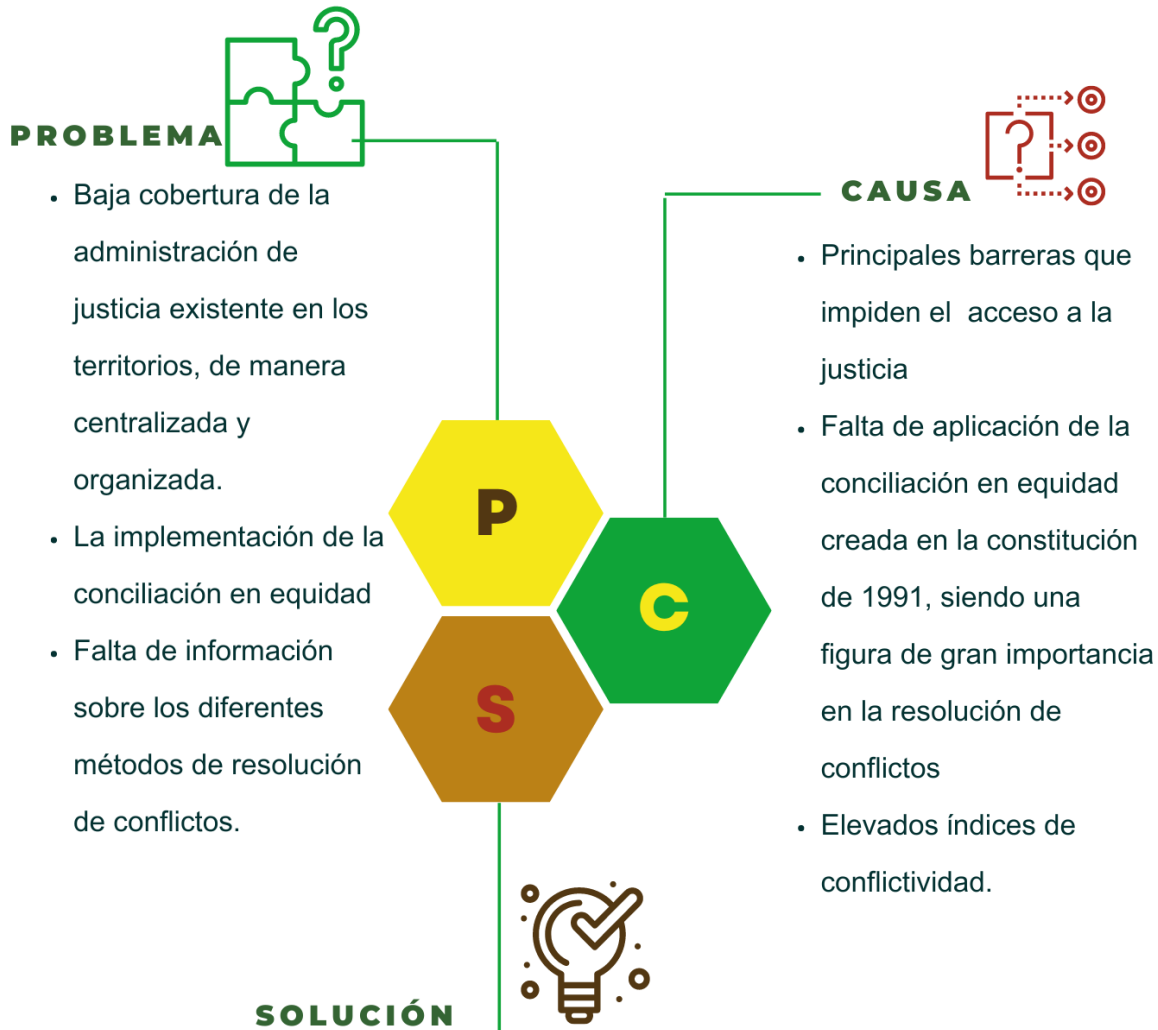 PROBLEMA
• Baja cobertura de la
administración de
justicia existente en los
territorios, de manera
centralizada y
organizada.
• La implementación de la
conciliación en equidad
• Falta de información
sobre los diferentes
métodos de resolución
de conflictos.
CAUSA
• Principales barreras que
impiden el acceso a la
justicia
• Falta de aplicación de la
conciliación en equidad
creada en la constitución
de 1991, siendo una
figura de gran importancia
en la resolución de
conflictos
• Elevados índices de
conflictividad.
P
C
S
SOLUCIÓN